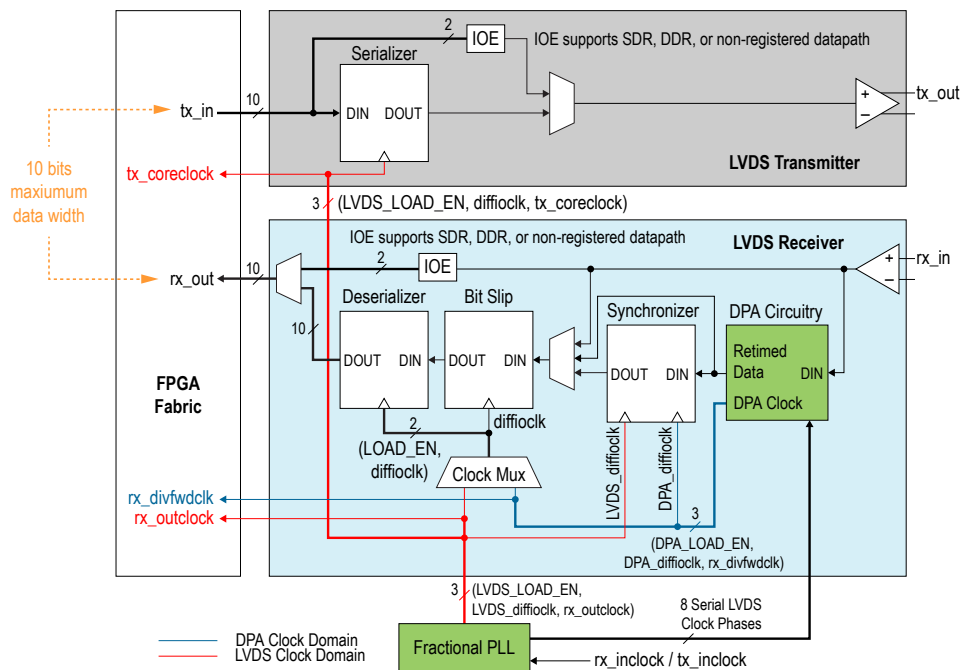 2
IOE
IOE supports SDR, DDR, or non-registered datapath
Serializer
tx_in
10
DIN
DOUT
+
−
tx_out
LVDS Transmitter
10 bits
maxiumum
data width
tx_coreclock
3
(LVDS_LOAD_EN, diffioclk, tx_coreclock)
IOE supports SDR, DDR, or non-registered datapath
LVDS Receiver
2
IOE
+
−
rx_in
rx_out
10
10
Deserializer
Bit Slip
Synchronizer
DPA Circuitry
DOUT
DIN
DOUT
DIN
DOUT
DIN
Retimed
Data
DIN
DPA Clock
FPGA
Fabric
2
(LOAD_EN,
diffioclk)
diffioclk
Clock Mux
LVDS_diffioclk
DPA_diffioclk
rx_divfwdclk
rx_outclock
3
(DPA_LOAD_EN,
DPA_diffioclk, rx_divfwdclk)
3
(LVDS_LOAD_EN,
LVDS_diffioclk, rx_outclock)
8 Serial LVDS
Clock Phases
DPA Clock Domain
LVDS Clock Domain
Fractional PLL
rx_inclock / tx_inclock